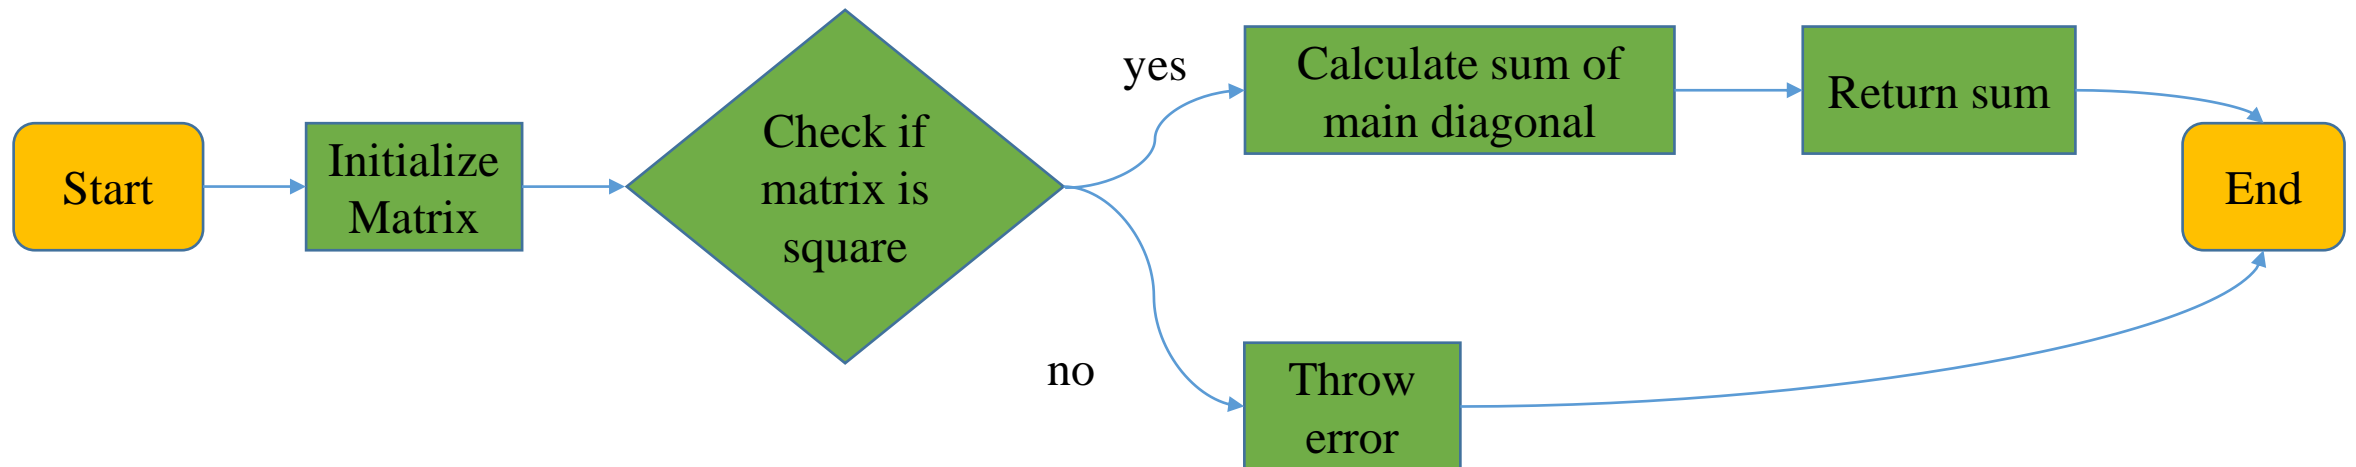 Start
Initialize
Matrix
Check if
matrix is
square
yes
Calculate sum of
main diagonal
Return sum
End
no
Throw
error